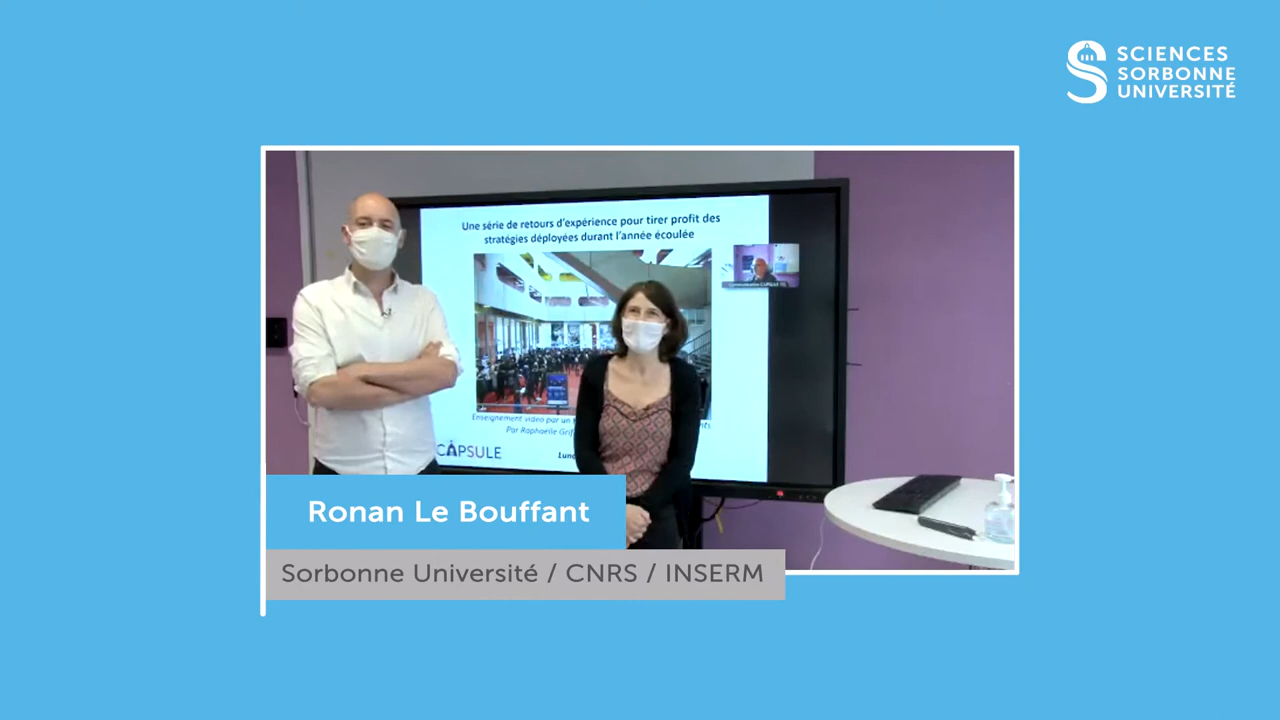 SCIENCES
SORBONNE
UNIVERSITÉ
Une série de retours d'expérience pour tirer profit des
stratégies déployées durant l'année écoulée
Enseignement vidéo par un
Par Raphaëlle
CAPSULE
Ronan Le Bouffant
Sorbonne Université / CNRS / INSERM